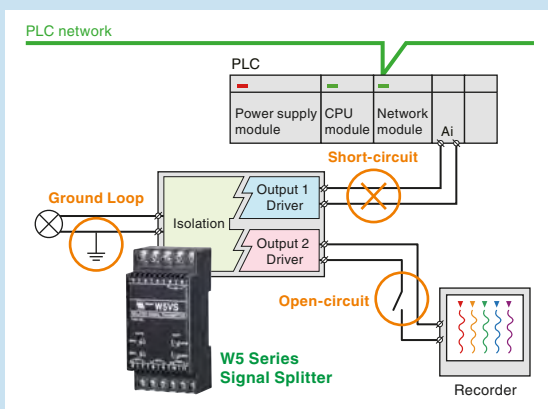 PLC network
PLC
Power supply
module
CPU
module
Network
module
Ai
Short-circuit
Ground Loop
Output 1
Driver
Isolation
Output 2
Driver
Open-circuit
W5VS
W5 Series
Signal Splitter
Recorder